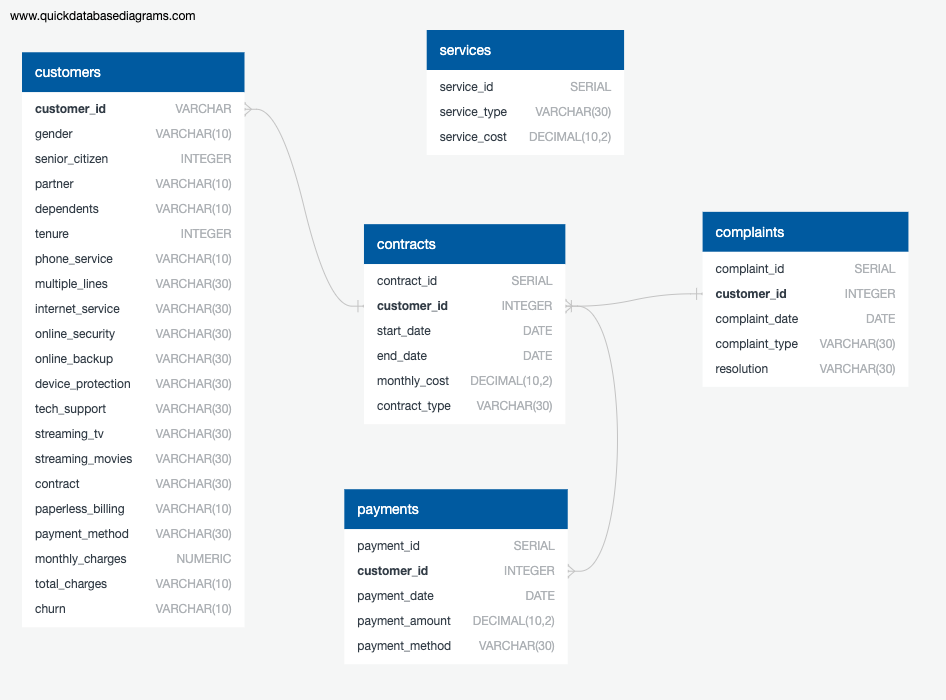 www.quickdatabasediagrams.com
customers
customer_id VARCHAR
gender VARCHAR(10)
senior_citizen INTEGER
partner VARCHAR(10)
dependents VARCHAR(10)
tenure INTEGER
phone_service VARCHAR(10)
multiple_lines VARCHAR(30)
internet_service VARCHAR(30)
online_security VARCHAR(30)
online_backup VARCHAR(30)
device_protection VARCHAR(30)
tech_support VARCHAR(30)
streaming_tv VARCHAR(30)
streaming_movies VARCHAR(30)
contract VARCHAR(30)
paperless_billing VARCHAR(10)
payment_method VARCHAR(30)
monthly_charges NUMERIC
total_charges VARCHAR(10)
churn VARCHAR(10)
services
service_id SERIAL
service_type VARCHAR(30)
service_cost DECIMAL(10,2)
contracts
contract_id SERIAL
customer_id INTEGER
start_date DATE
end_date DATE
monthly_cost DECIMAL(10,2)
contract_type VARCHAR(30)
complaints
complaint_id SERIAL
customer_id INTEGER
complaint_date DATE
complaint_type VARCHAR(30)
resolution VARCHAR(30)
payments
payment_id SERIAL
customer_id INTEGER
payment_date DATE
payment_amount DECIMAL(10,2)
payment_method VARCHAR(30)